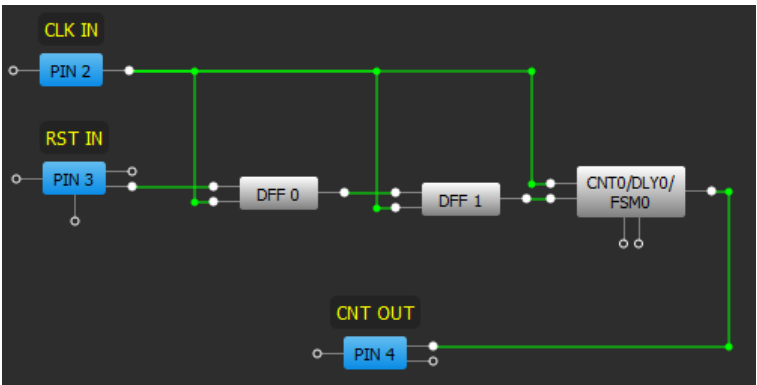 CLK IN
PIN 2
RST IN
PIN 3
DFF 0
DFF 1
CNT0/DLY0/
FSM0
CNT OUT
PIN 4